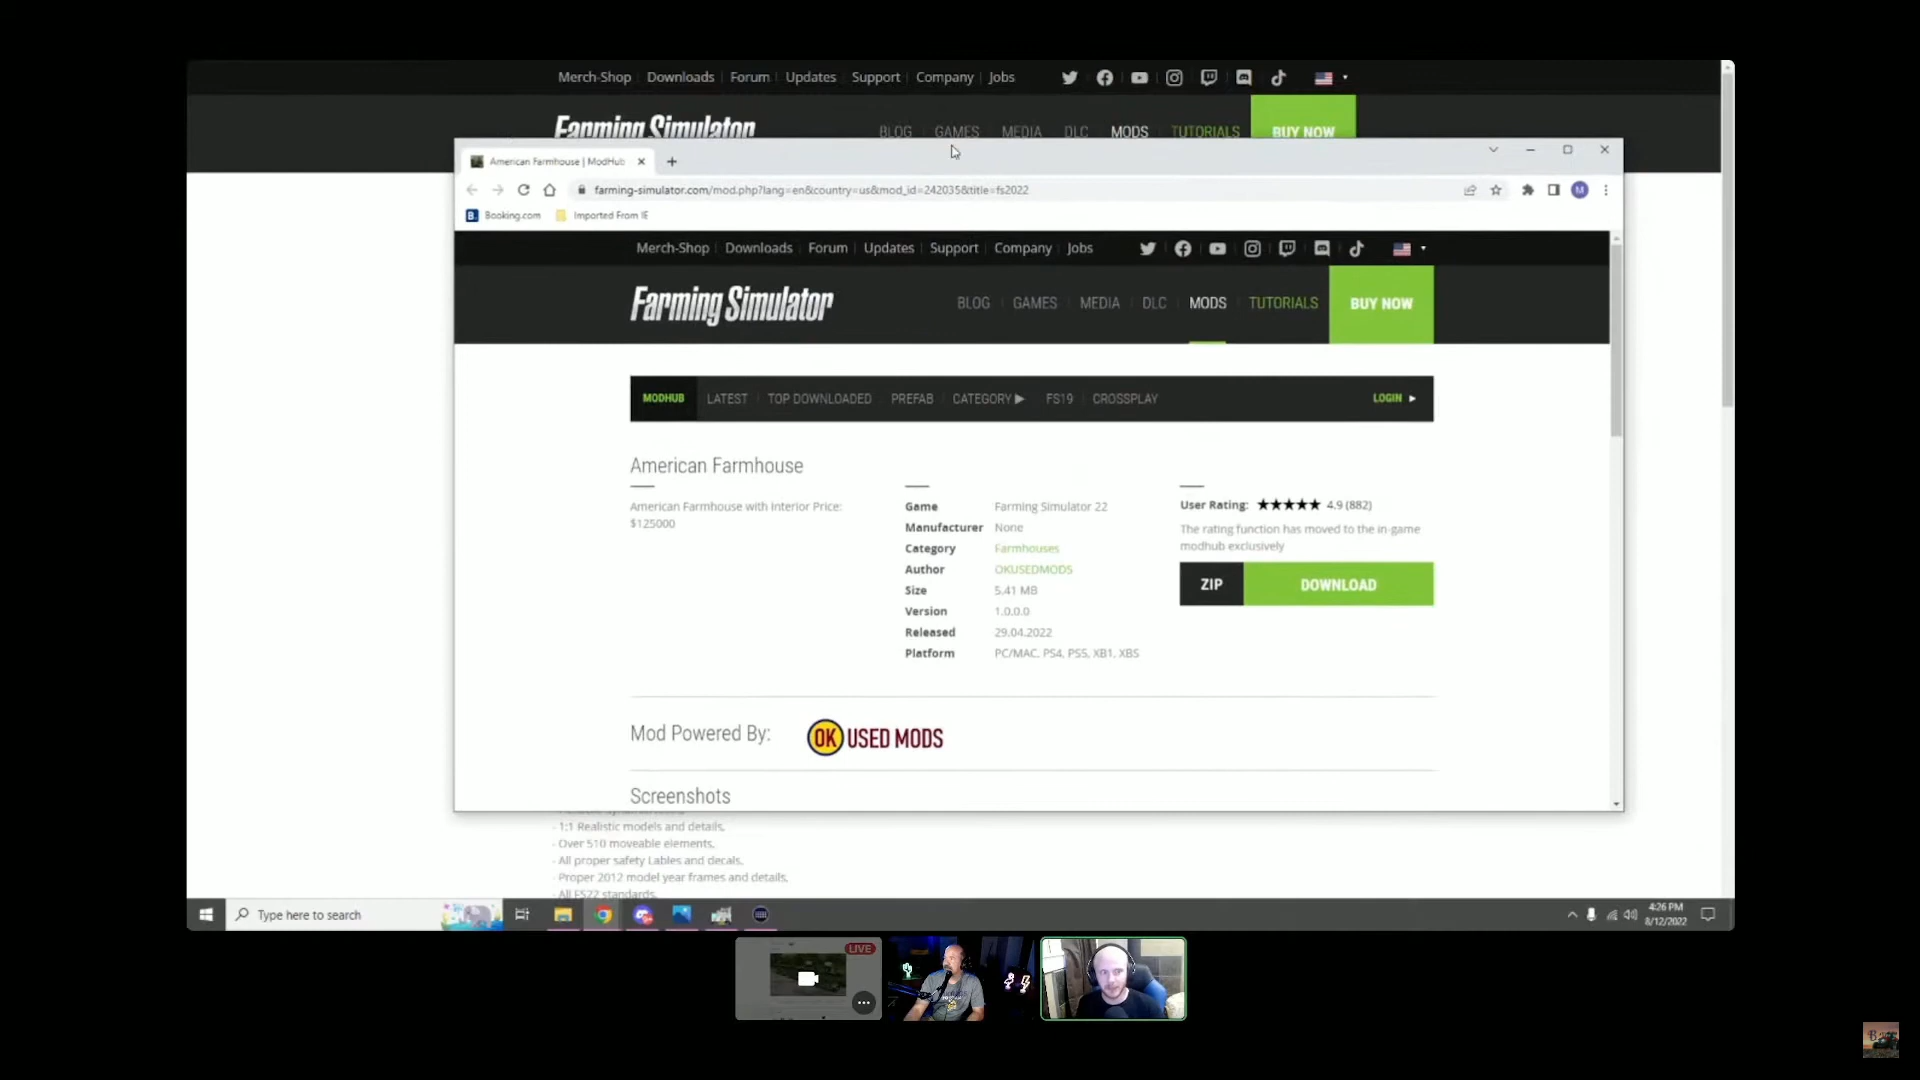 Merch-Shop Downloads Forum Updates Support Company Jobs
Farming Simulator BLOG GAMES MEDIA DLC MODS TUTORIALS BUY NOW
American Farmhouse | ModHub
farming-simulator.com/mod.php?lang=en&country=us&mod_id=242035&title=fs2022
M
B. Booking.com Imported From IE
Merch-Shop Downloads Forum Updates Support Company Jobs
Farming Simulator BLOG GAMES MEDIA DLC MODS TUTORIALS BUY NOW
MODHUB LATEST TOP DOWNLOADED PREFAB CATEGORY ▶ FS19 CROSSPLAY LOGIN ▶
American Farmhouse
American Farmhouse with Interior Price:
$125000
Game Farming Simulator 22
Manufacturer None
Category Farmhouses
Author OKUSEDMODS
Size 5.41 MB
Version 1.0.0.0
Released 29.04.2022
Platform PC/MAC, PS4, PS5, XB1, XBS
User Rating: ★★★★★ 4.9 (882)
The rating function has moved to the in-game
modhub exclusively
ZIP DOWNLOAD
Mod Powered By: OK USED MODS
Screenshots
- 1:1 Realistic models and details,
- Over 510 moveable elements,
- All proper safety Lables and decals,
- Proper 2012 model year frames and details,
- All FS22 standards,
Type here to search
4:26 PM
8/12/2022
LIVE